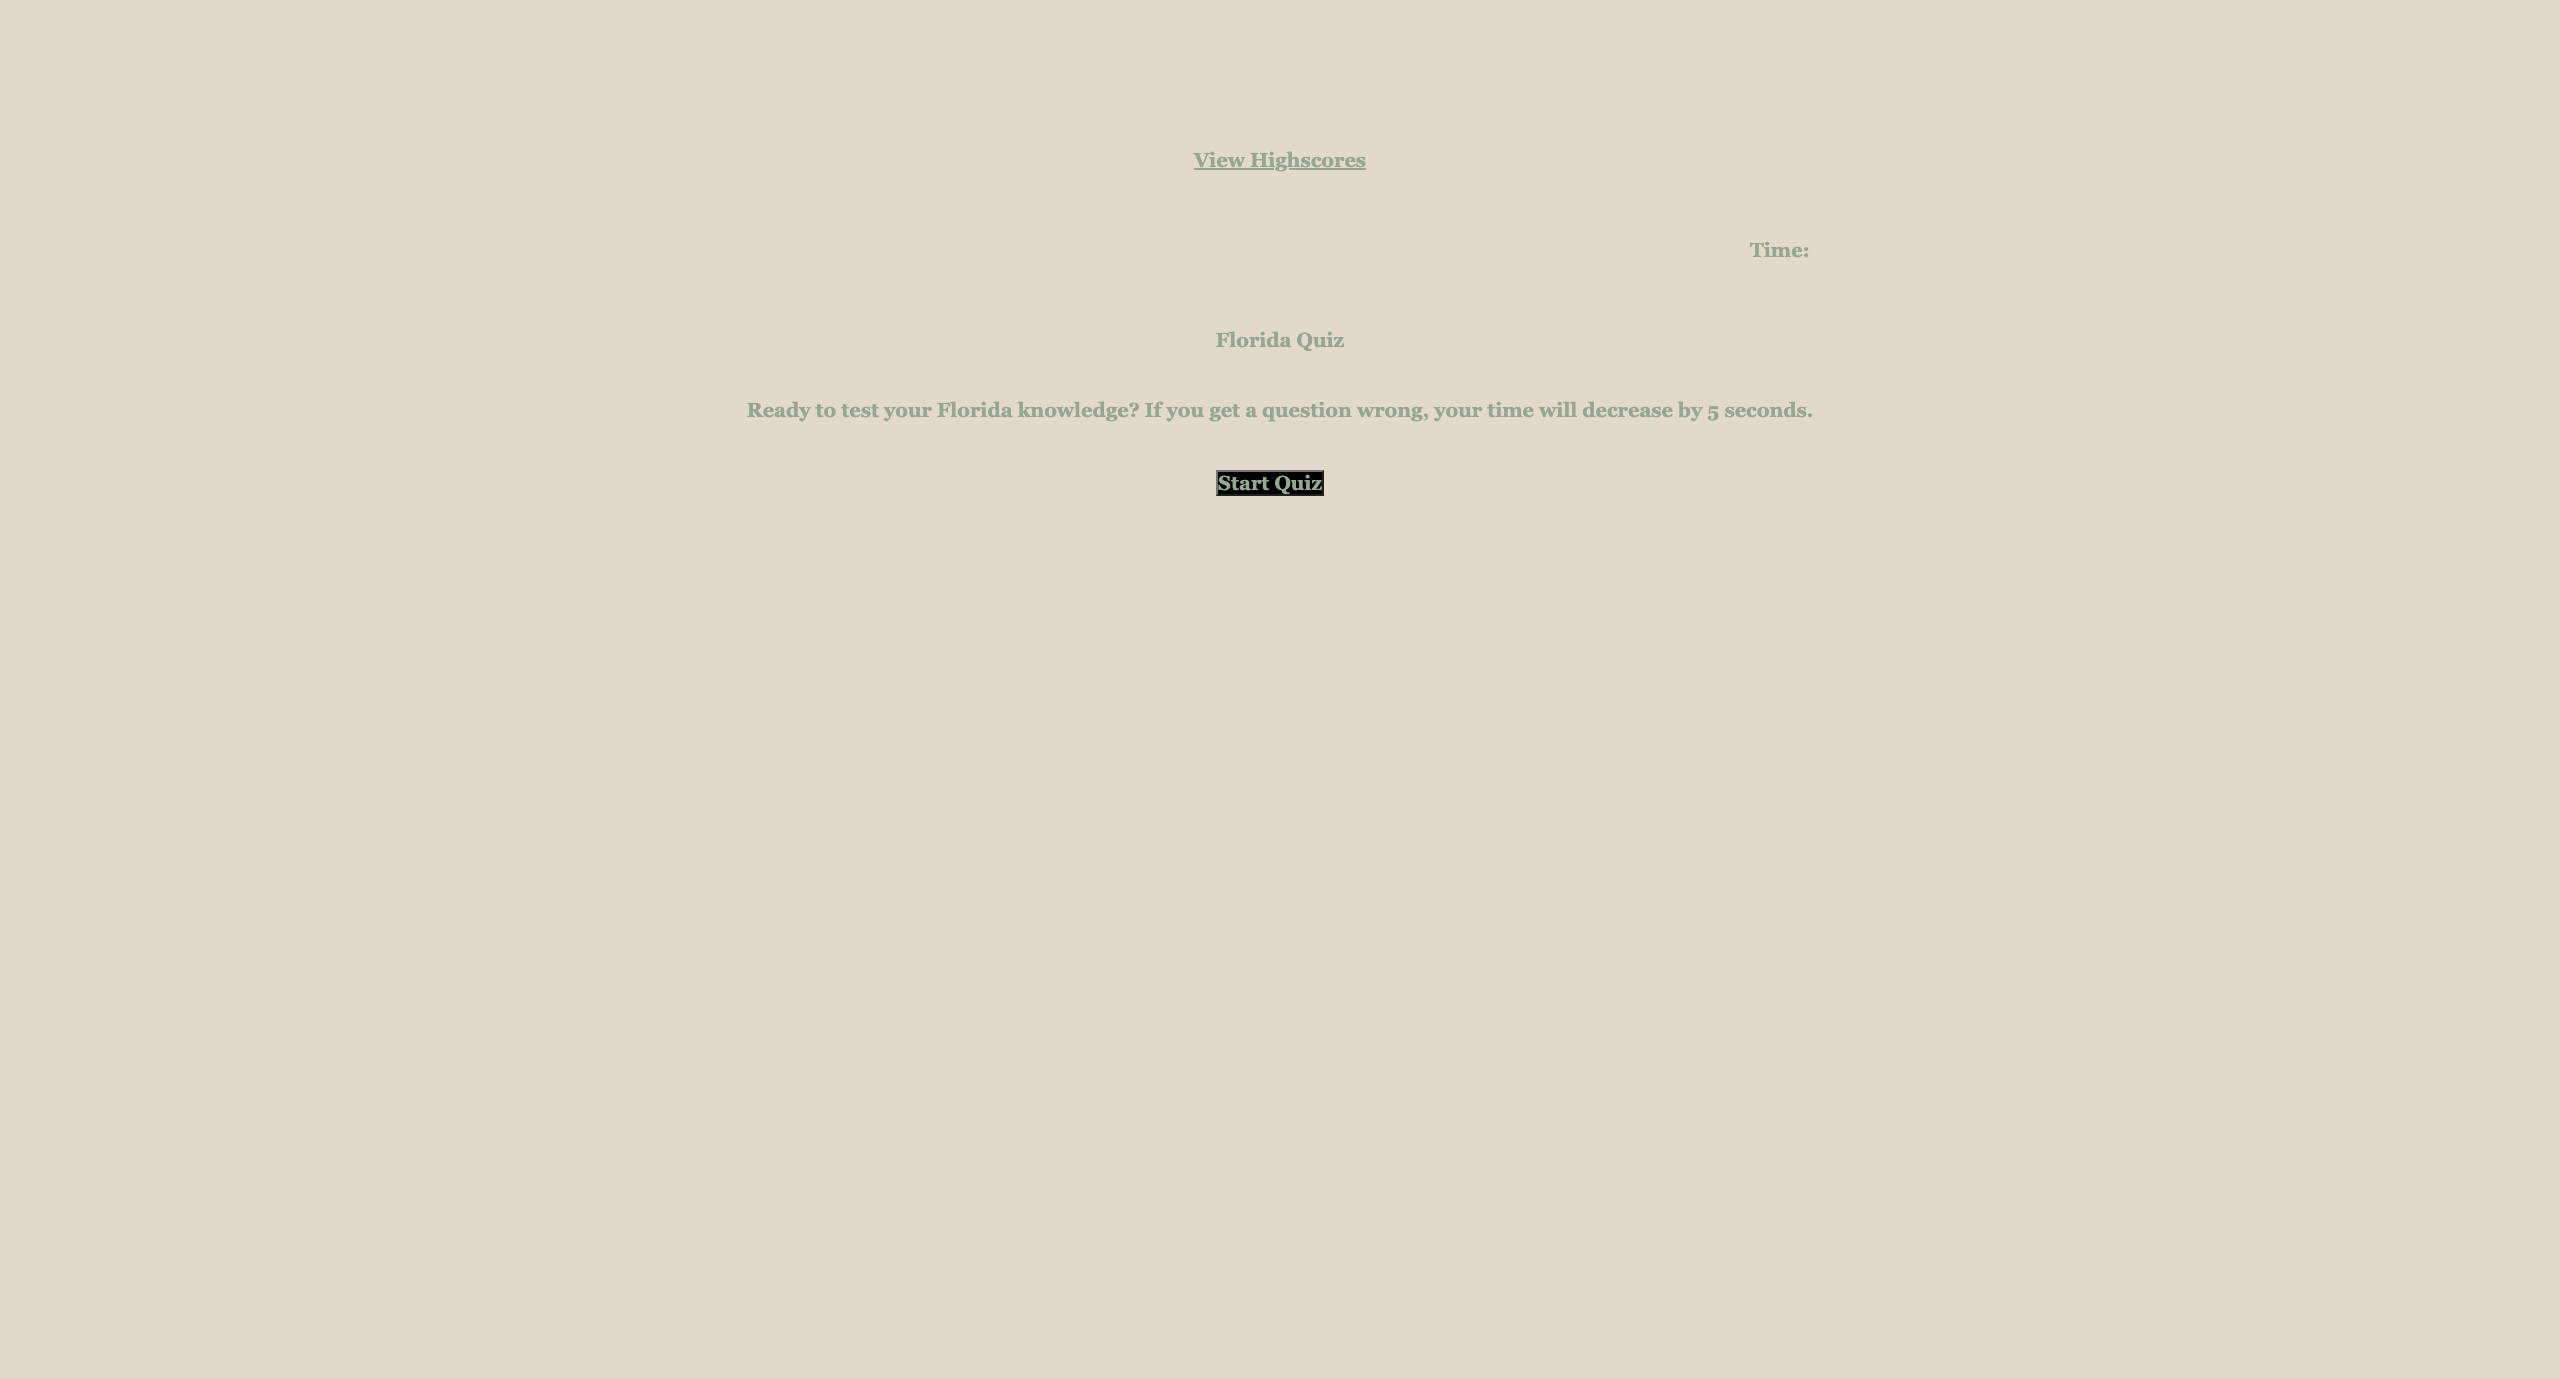 View Highscores
Time:
Florida Quiz
Ready to test your Florida knowledge? If you get a question wrong, your time will decrease by 5 seconds.
Start Quiz